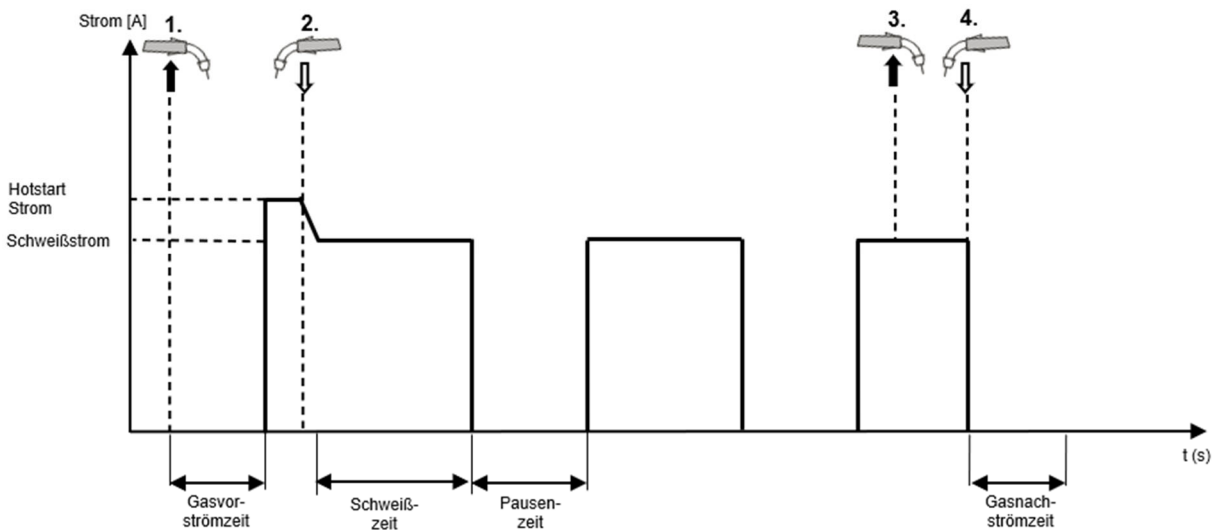 Strom [A]
1.
2.
3.
4.
Hotstart
Strom
Schweißstrom
t (s)
Gasvor-
strömzeit
Schweiß-
zeit
Pausen-
zeit
Gasnach-
strömzeit